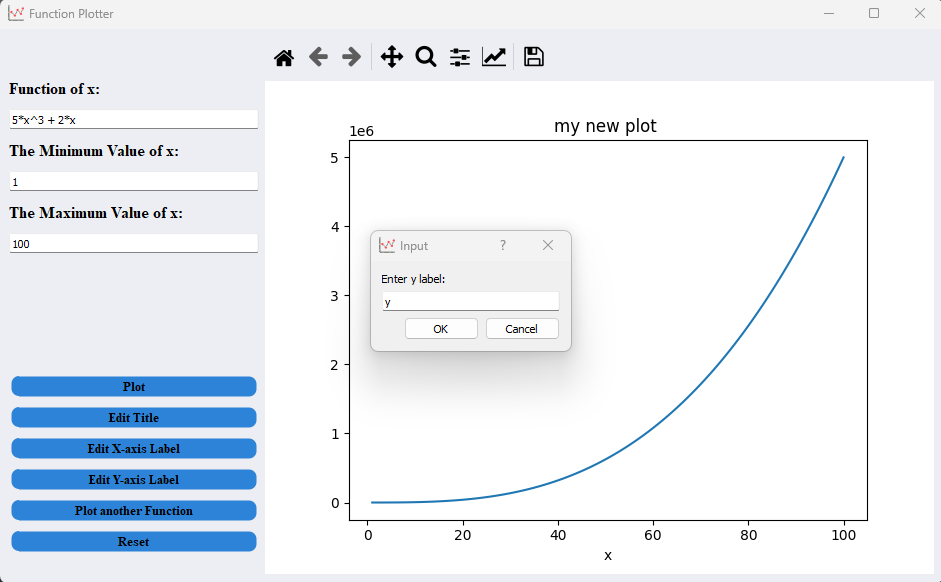 Function Plotter
Function of x:
5*x^3 + 2*x
The Minimum Value of x:
1
The Maximum Value of x:
100
Plot
Edit Title
Edit X-axis Label
Edit Y-axis Label
Plot another Function
Reset
my new plot
1e6
5
4
3
2
1
0
0 20 40 60 80 100
x
Input ?
Enter y label:
y
OK Cancel